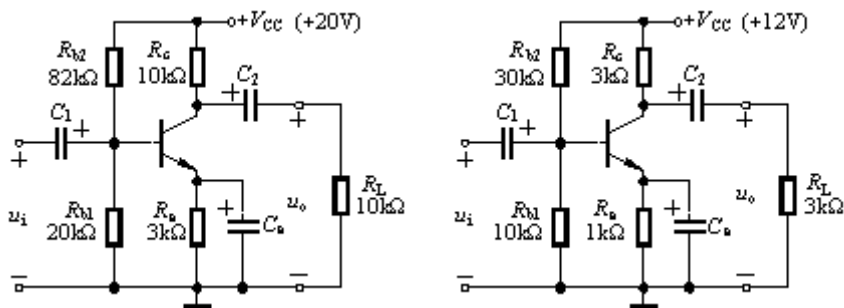 +VCC (+20V)
Rb2
82kΩ
Rc
10kΩ
C2
+
C1
+
+
+
ui
Rb1
20kΩ
Re
3kΩ
+
Ce
uo
RL
10kΩ
−
−
+VCC (+12V)
Rb2
30kΩ
Rc
3kΩ
C2
+
C1
+
+
+
ui
Rb1
10kΩ
Re
1kΩ
+
Ce
uo
RL
3kΩ
−
−